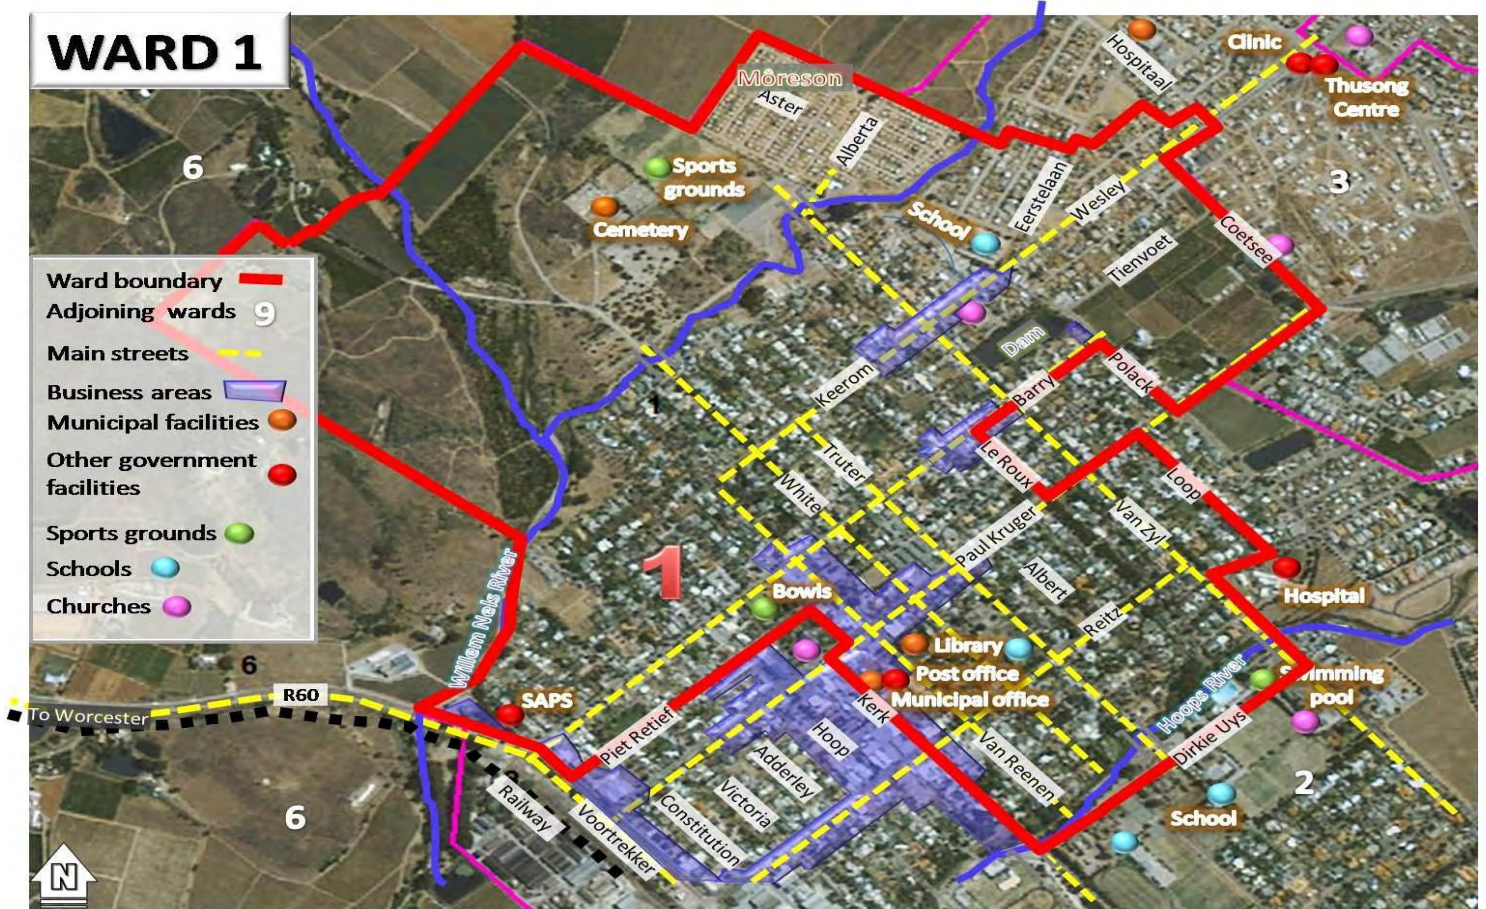 WARD 1
Môreson
Aster
Alberta
Hospitaal
Clinic
Thusong
Centre
6
Sports
grounds
Cemetery
School
Eerstelaan
Wesley
3
Coetsee
Tienvoet
Ward boundary
Adjoining wards 9
Main streets
Business areas
Municipal facilities
Other government
facilities
Sports grounds
Schools
Churches
Dam
Keerom
Barry
Polack
1
Truter
White
Le Roux
Loop
Paul Kruger
Van Zyl
1
Willem Nels River
Bowls
Albert
Reitz
Hospital
Library
Post office
Municipal office
6
R60
To Worcester
SAPS
Piet Retief
Kerk
Hoop
Hoops River
Swimming
pool
Dirkie Uys
Van Reenen
Adderley
Victoria
Constitution
Voortrekker
Railway
6
2
School
N